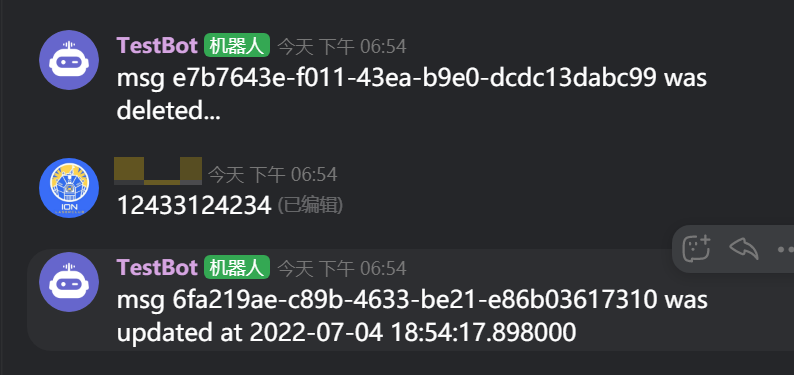 TestBot 机器人 今天 下午 06:54
msg e7b7643e-f011-43ea-b9e0-dcdc13dabc99 was
deleted...
今天 下午 06:54
12433124234 (已编辑)
ION
TestBot 机器人 今天 下午 06:54
msg 6fa219ae-c89b-4633-be21-e86b03617310 was
updated at 2022-07-04 18:54:17.898000